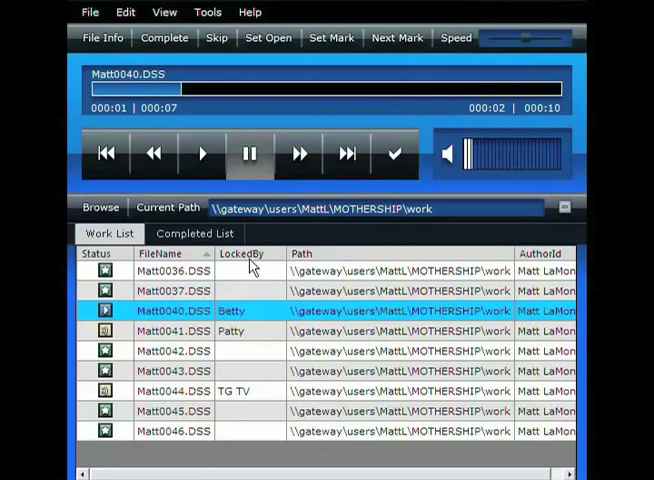 File Edit View Tools Help
File Info Complete Skip Set Open Set Mark Next Mark Speed
Matt0040.DSS
000:01 | 000:07 000:02 | 000:10
Browse Current Path \\gateway\users\MattL\MOTHERSHIP\work
Work List Completed List
Status FileName LockedBy Path AuthorId
Matt0036.DSS \\gateway\users\MattL\MOTHERSHIP\work Matt LaMon
Matt0037.DSS \\gateway\users\MattL\MOTHERSHIP\work Matt LaMon
Matt0040.DSS Betty \\gateway\users\MattL\MOTHERSHIP\work Matt LaMon
Matt0041.DSS Patty \\gateway\users\MattL\MOTHERSHIP\work Matt LaMon
Matt0042.DSS \\gateway\users\MattL\MOTHERSHIP\work Matt LaMon
Matt0043.DSS \\gateway\users\MattL\MOTHERSHIP\work Matt LaMon
Matt0044.DSS TG TV \\gateway\users\MattL\MOTHERSHIP\work Matt LaMon
Matt0045.DSS \\gateway\users\MattL\MOTHERSHIP\work Matt LaMon
Matt0046.DSS \\gateway\users\MattL\MOTHERSHIP\work Matt LaMon